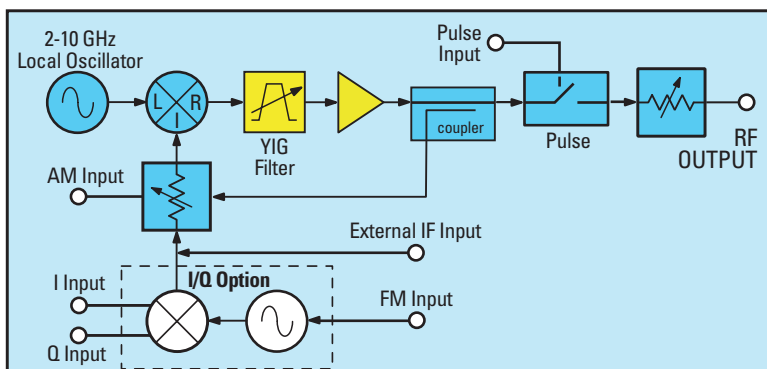 2-10 GHz
Local Oscillator
L
R
I
YIG
Filter
coupler
Pulse
Input
Pulse
RF
OUTPUT
AM Input
External IF Input
I/Q Option
I Input
Q Input
FM Input